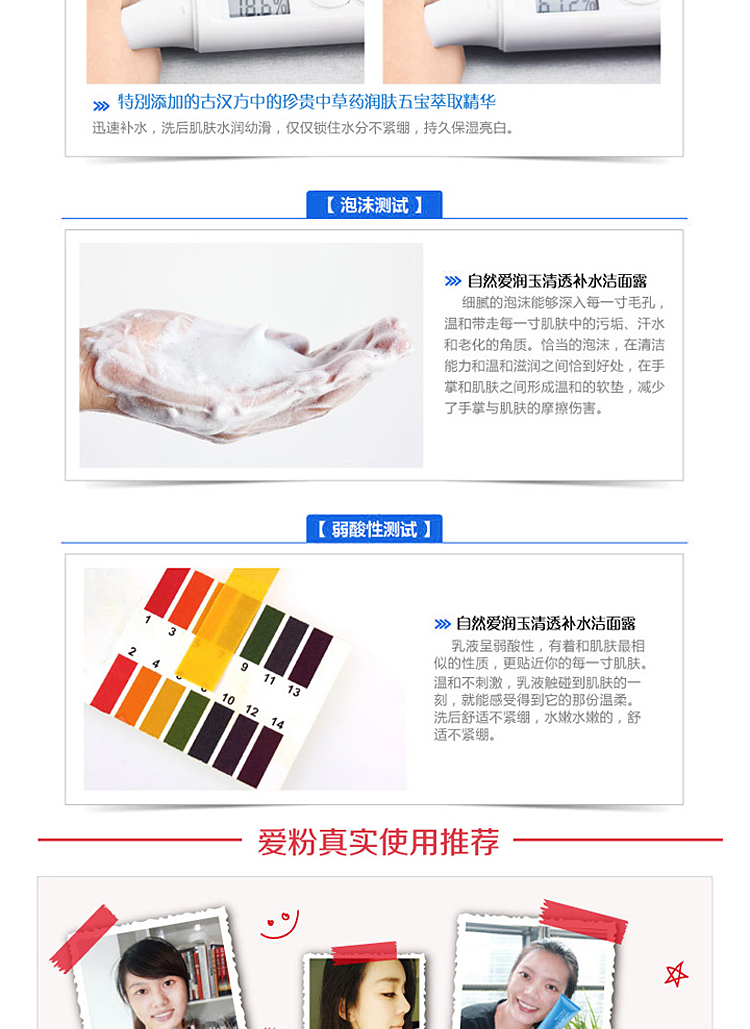 18.6%
61.2%
特别添加的古汉方中的珍贵中草药润肤五宝萃取精华
迅速补水，洗后肌肤水润幼滑，仅仅锁住水分不紧绷，持久保湿亮白。
【 泡沫测试 】
自然爱润玉清透补水洁面露
细腻的泡沫能够深入每一寸毛孔，
温和带走每一寸肌肤中的污垢、汗水
和老化的角质。恰当的泡沫，在清洁
能力和温和滋润之间恰到好处，在手
掌和肌肤之间形成温和的软垫，减少
了手掌与肌肤的摩擦伤害。
【 弱酸性测试 】
1 3 5 7 9 11 13
2 4 6 8 10 12 14
自然爱润玉清透补水洁面露
乳液呈弱酸性，有着和肌肤最相
似的性质，更贴近你的每一寸肌肤。
温和不刺激，乳液触碰到肌肤的一
刻，就能感受得到它的那份温柔。
洗后舒适不紧绷，水嫩水嫩的，舒
适不紧绷。
爱粉真实使用推荐